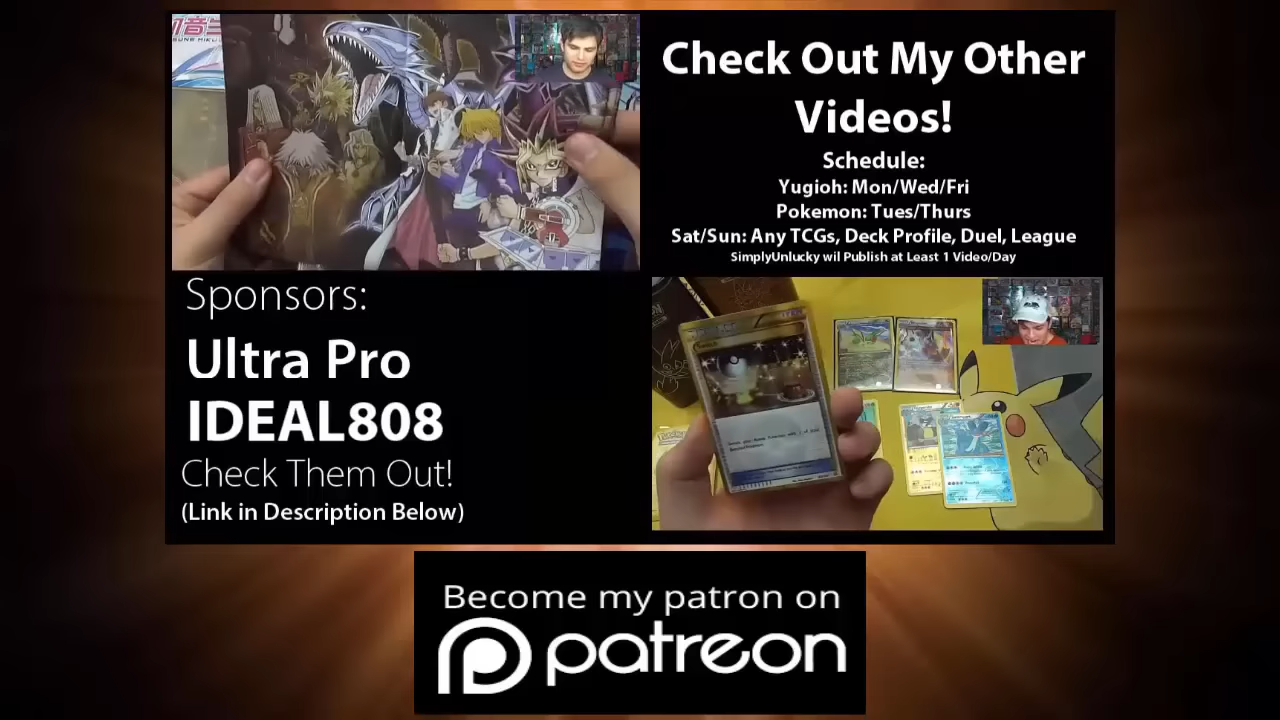 Check Out My Other
Videos!
Schedule:
Yugioh: Mon/Wed/Fri
Pokemon: Tues/Thurs
Sat/Sun: Any TCGs, Deck Profile, Duel, League
SimplyUnlucky wil Publish at Least 1 Video/Day
Sponsors:
Ultra Pro
IDEAL808
Check Them Out!
(Link in Description Below)
Become my patron on
patreon